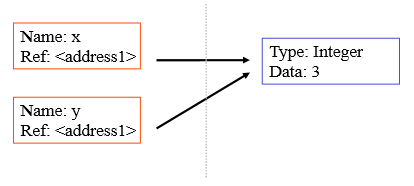 Name: x
Ref: <address1>
Type: Integer
Data: 3
Name: y
Ref: <address1>